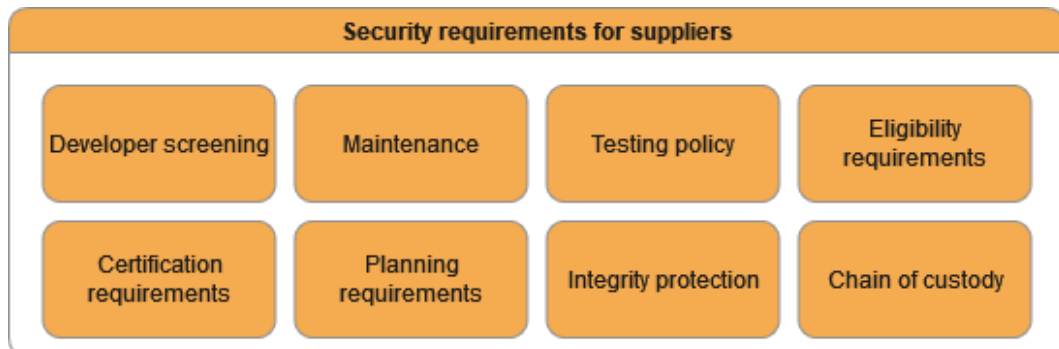 Security requirements for suppliers
Developer screening
Maintenance
Testing policy
Eligibility
requirements
Certification
requirements
Planning
requirements
Integrity protection
Chain of custody